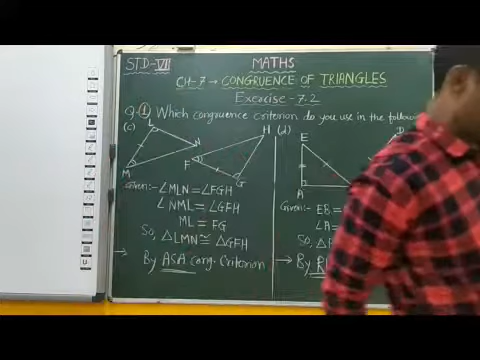 STD-VII
MATHS
CH-7 → CONGRUENCE OF TRIANGLES
Exercise-7.2
Q.① Which congruence criterion do you use in the
(c)
L
N
M
F
H
G
Given:- ∠MLN = ∠FGH
∠NML = ∠GFH
ML = FG
So, △LMN ≅ △GFH
→ By ASA Cong. Criterion
(d)
E
A
D
Given:- EB =
∠A =
So, △
→ By R